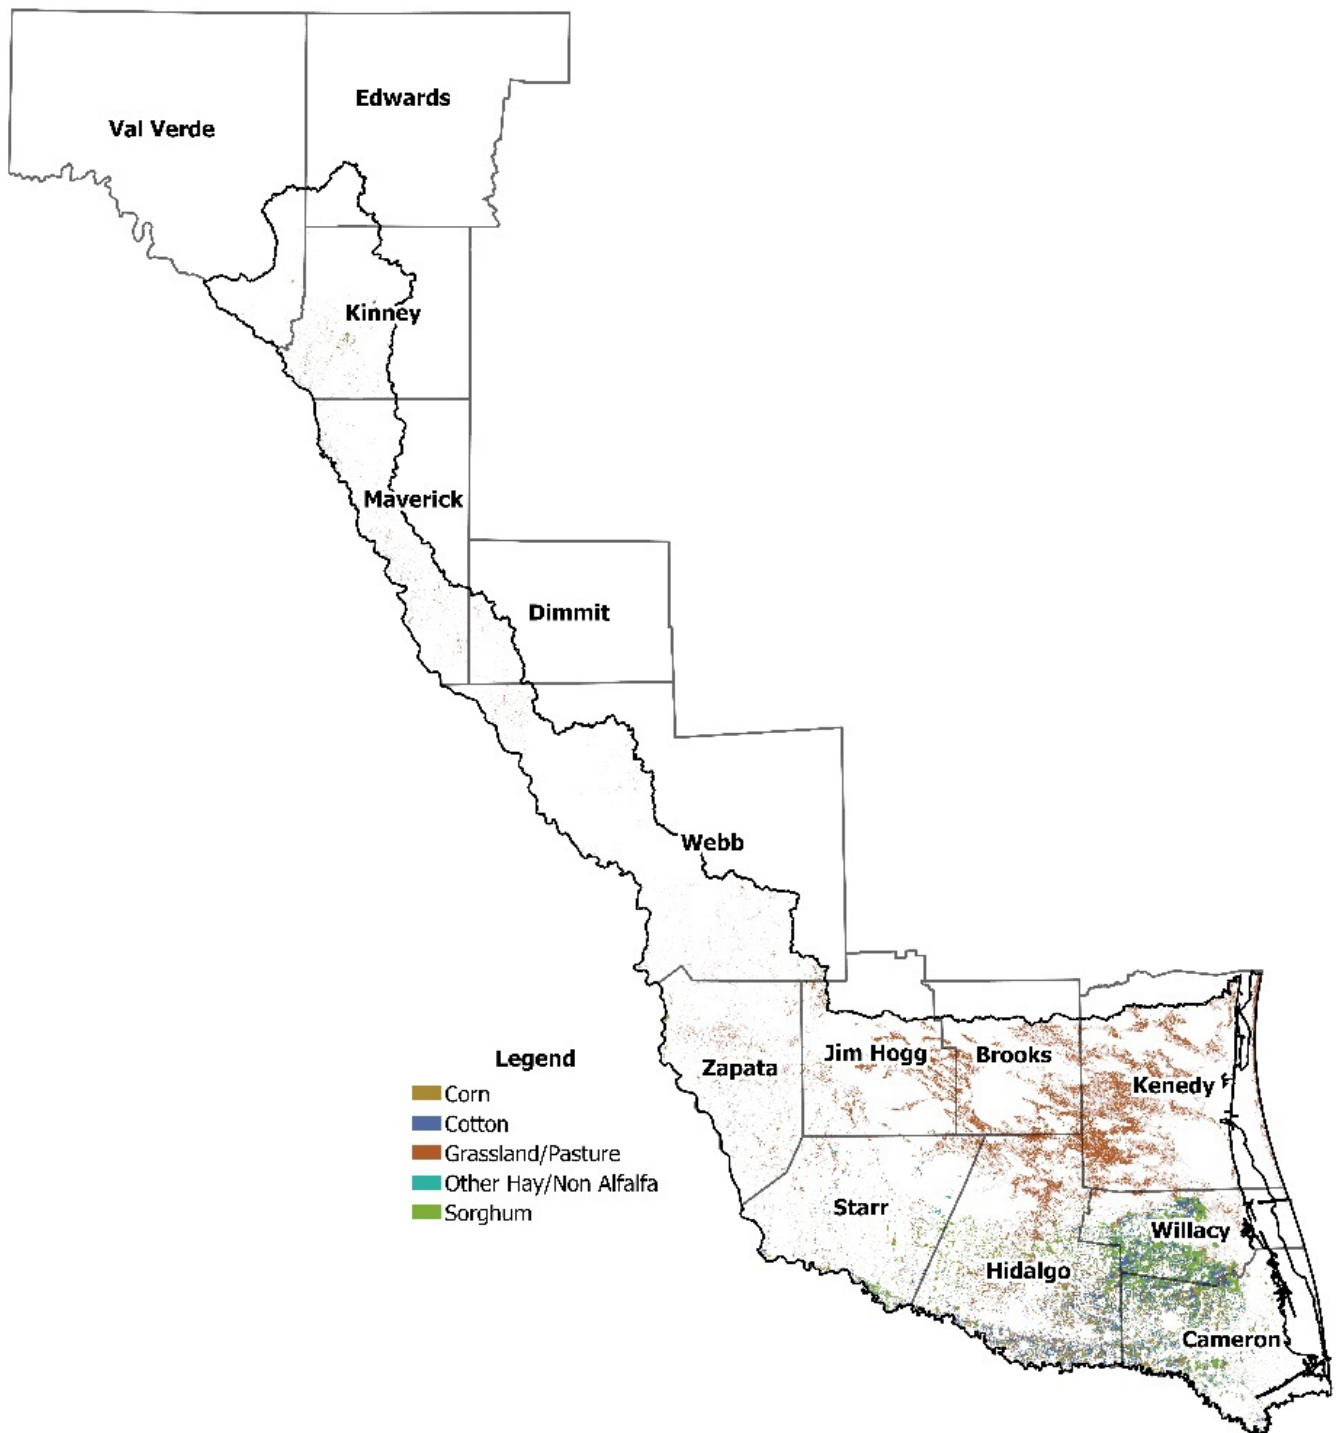 Edwards
Val Verde
Kinney
Maverick
Dimmit
Webb
Zapata
Jim Hogg
Brooks
Kenedy
Starr
Willacy
Hidalgo
Cameron
Legend
Corn
Cotton
Grassland/Pasture
Other Hay/Non Alfalfa
Sorghum